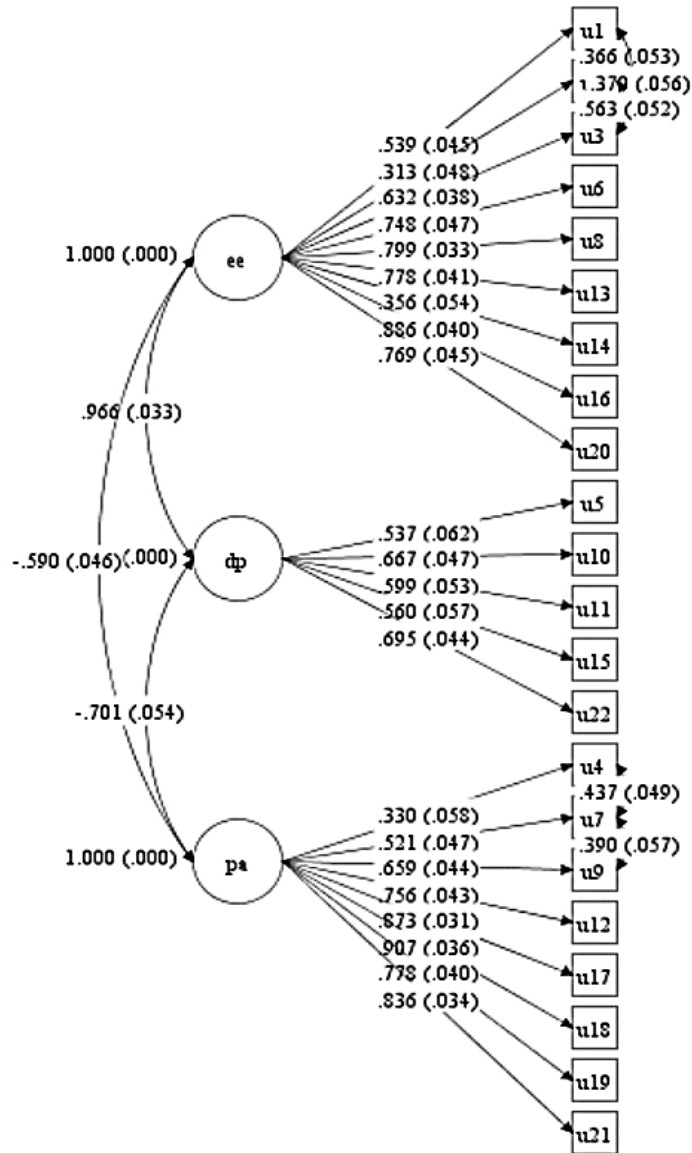 u1
.366 (.053)
.379 (.056)
.563 (.052)
u3
.539 (.045)
.313 (.048)
u6
.632 (.038)
.748 (.047)
u8
.799 (.033)
1.000 (.000)
ee
.778 (.041)
u13
.356 (.054)
.886 (.040)
u14
.769 (.045)
u16
.966 (.033)
u20
u5
.537 (.062)
-.590 (.046)
(.000)
dp
.667 (.047)
u10
.599 (.053)
.560 (.057)
u11
.695 (.044)
u15
-.701 (.054)
u22
u4
.437 (.049)
.330 (.058)
u7
.521 (.047)
.390 (.057)
1.000 (.000)
pa
.659 (.044)
u9
.756 (.043)
.873 (.031)
u12
.907 (.036)
.778 (.040)
u17
.836 (.034)
u18
u19
u21